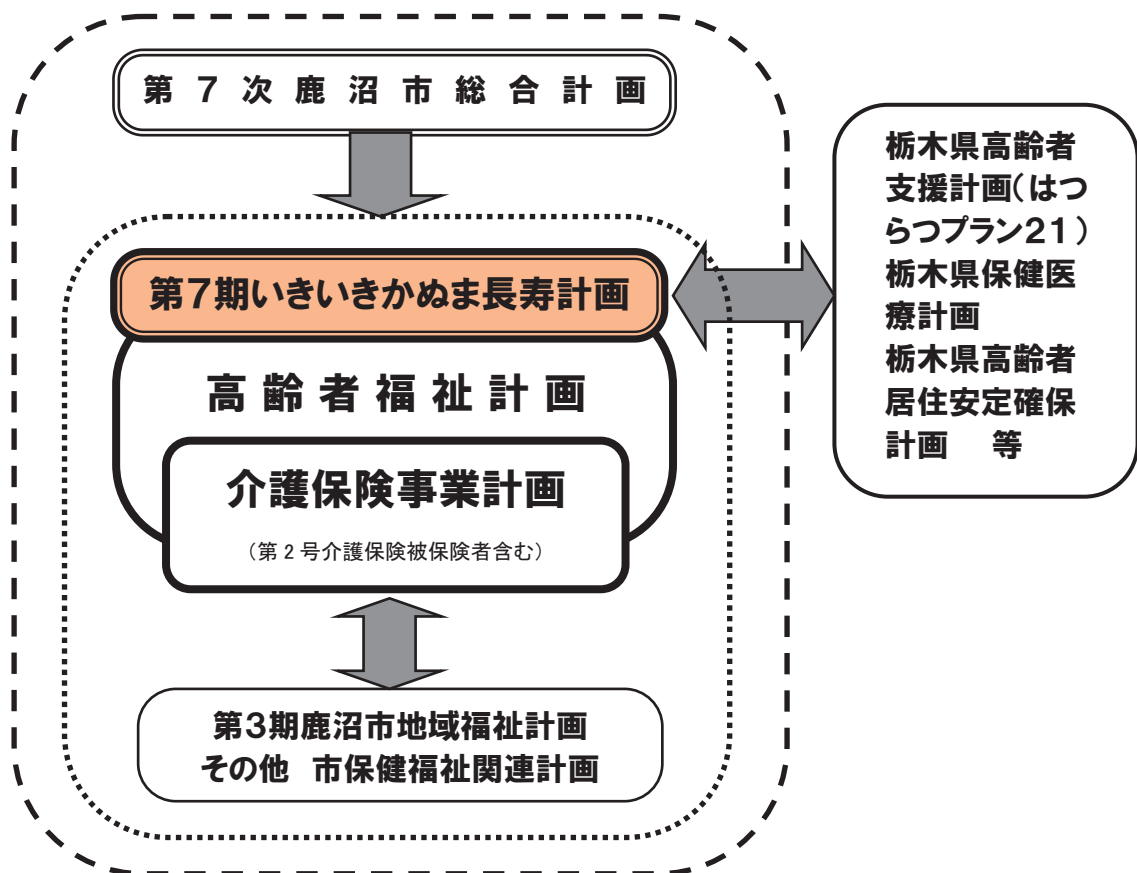 第7次鹿沼市総合計画
第7期いきいきかぬま長寿計画
高齢者福祉計画
介護保険事業計画
（第2号介護保険被保険者含む）
第3期鹿沼市地域福祉計画
その他 市保健福祉関連計画
栃木県高齢者
支援計画（はつ
らつプラン21）
栃木県保健医
療計画
栃木県高齢者
居住安定確保
計画 等